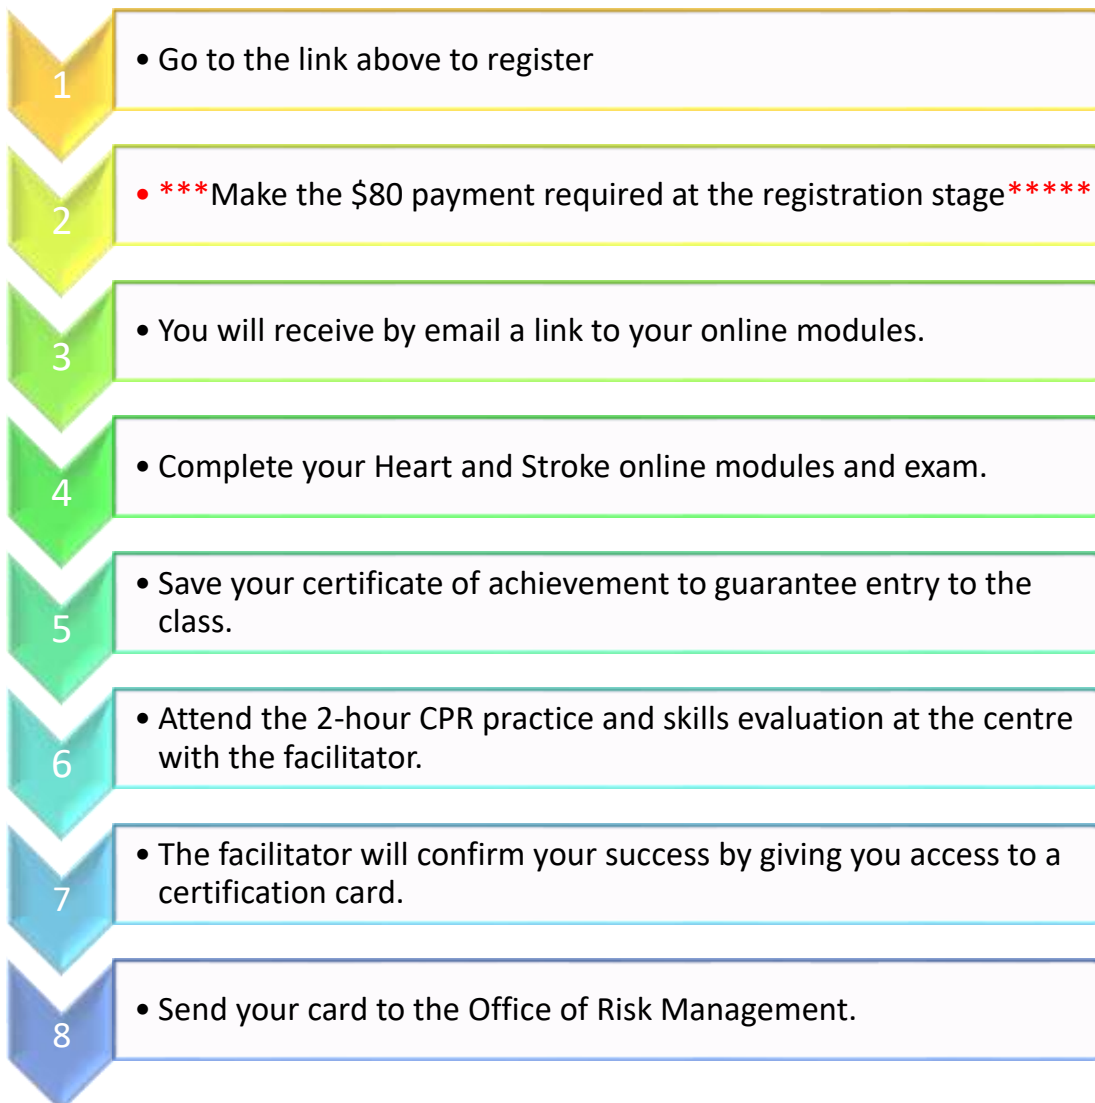 1
• Go to the link above to register
2
• ***Make the $80 payment required at the registration stage*****
3
• You will receive by email a link to your online modules.
4
• Complete your Heart and Stroke online modules and exam.
5
• Save your certificate of achievement to guarantee entry to the
class.
6
• Attend the 2-hour CPR practice and skills evaluation at the centre
with the facilitator.
7
• The facilitator will confirm your success by giving you access to a
certification card.
8
• Send your card to the Office of Risk Management.